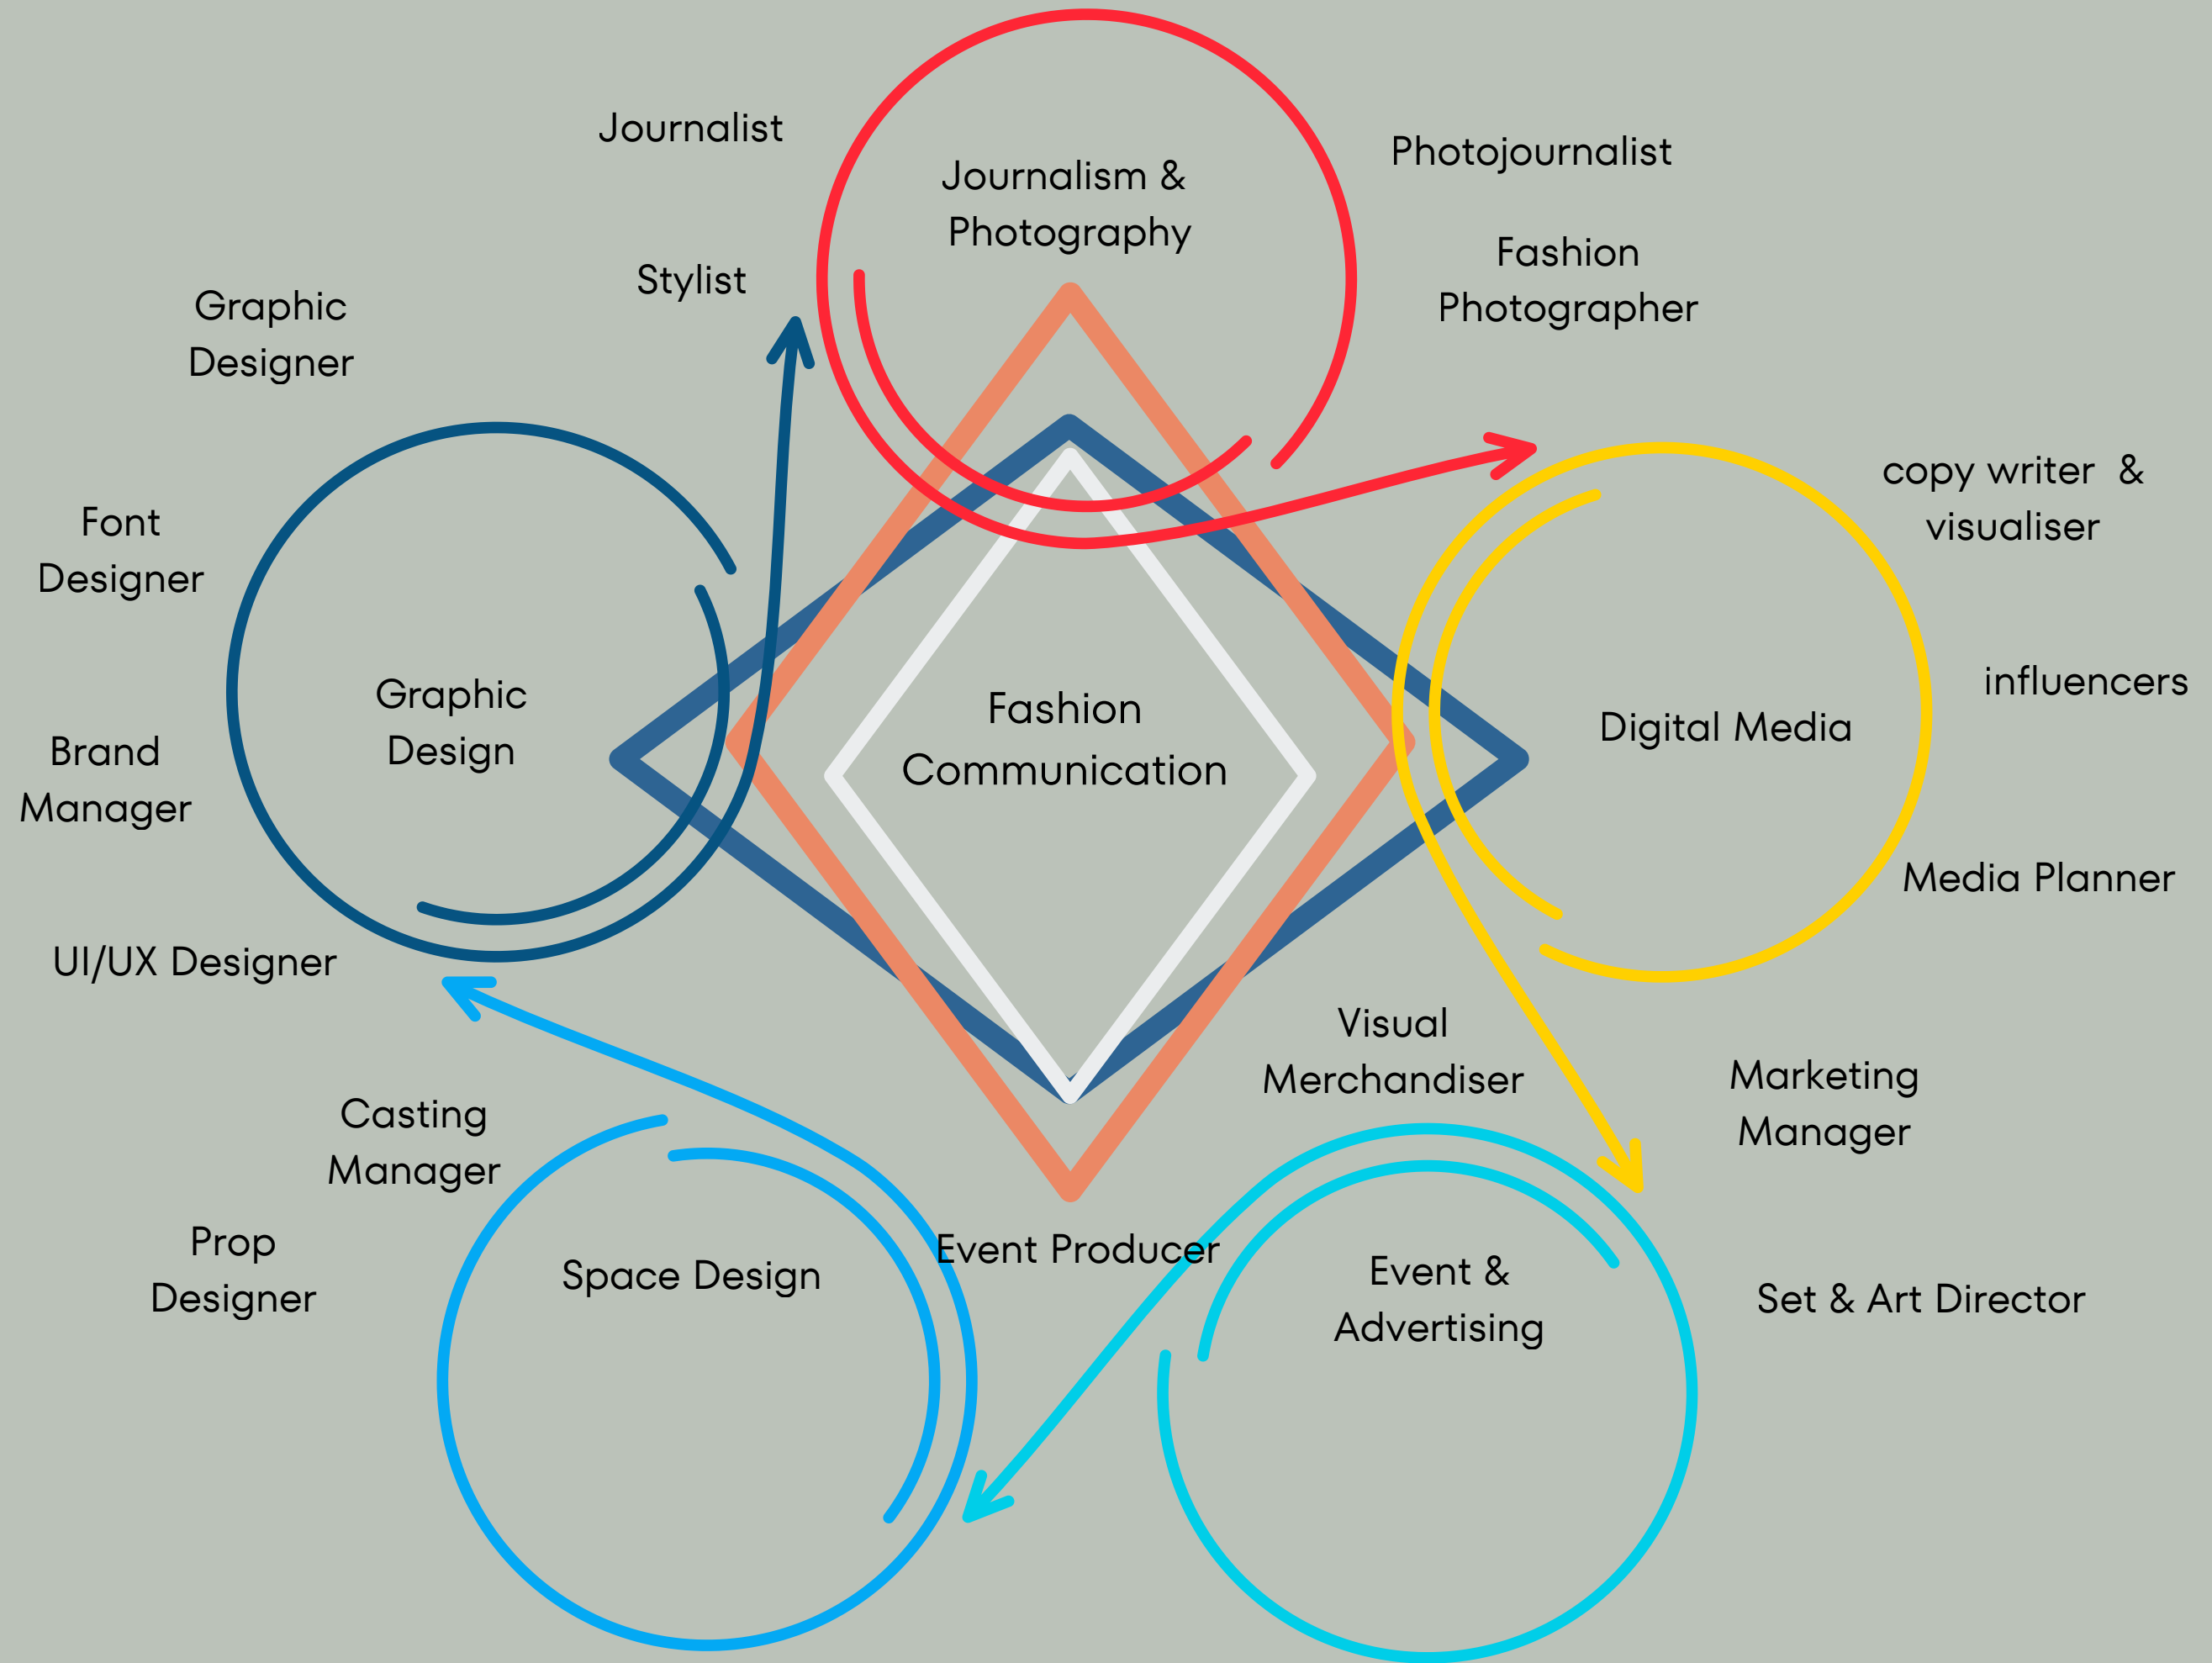 Journalist
Journalism &
Photography
Photojournalist
Stylist
Fashion
Photographer
Graphic
Designer
copy writer  &
visualiser
Font
Designer
Graphic
Design
Fashion
Communication
Digital Media
influencers
Brand
Manager
Media Planner
UI/UX Designer
Visual
Merchandiser
Marketing
Manager
Casting
Manager
Prop
Designer
Space Design
Event Producer
Event &
Advertising
Set & Art Director